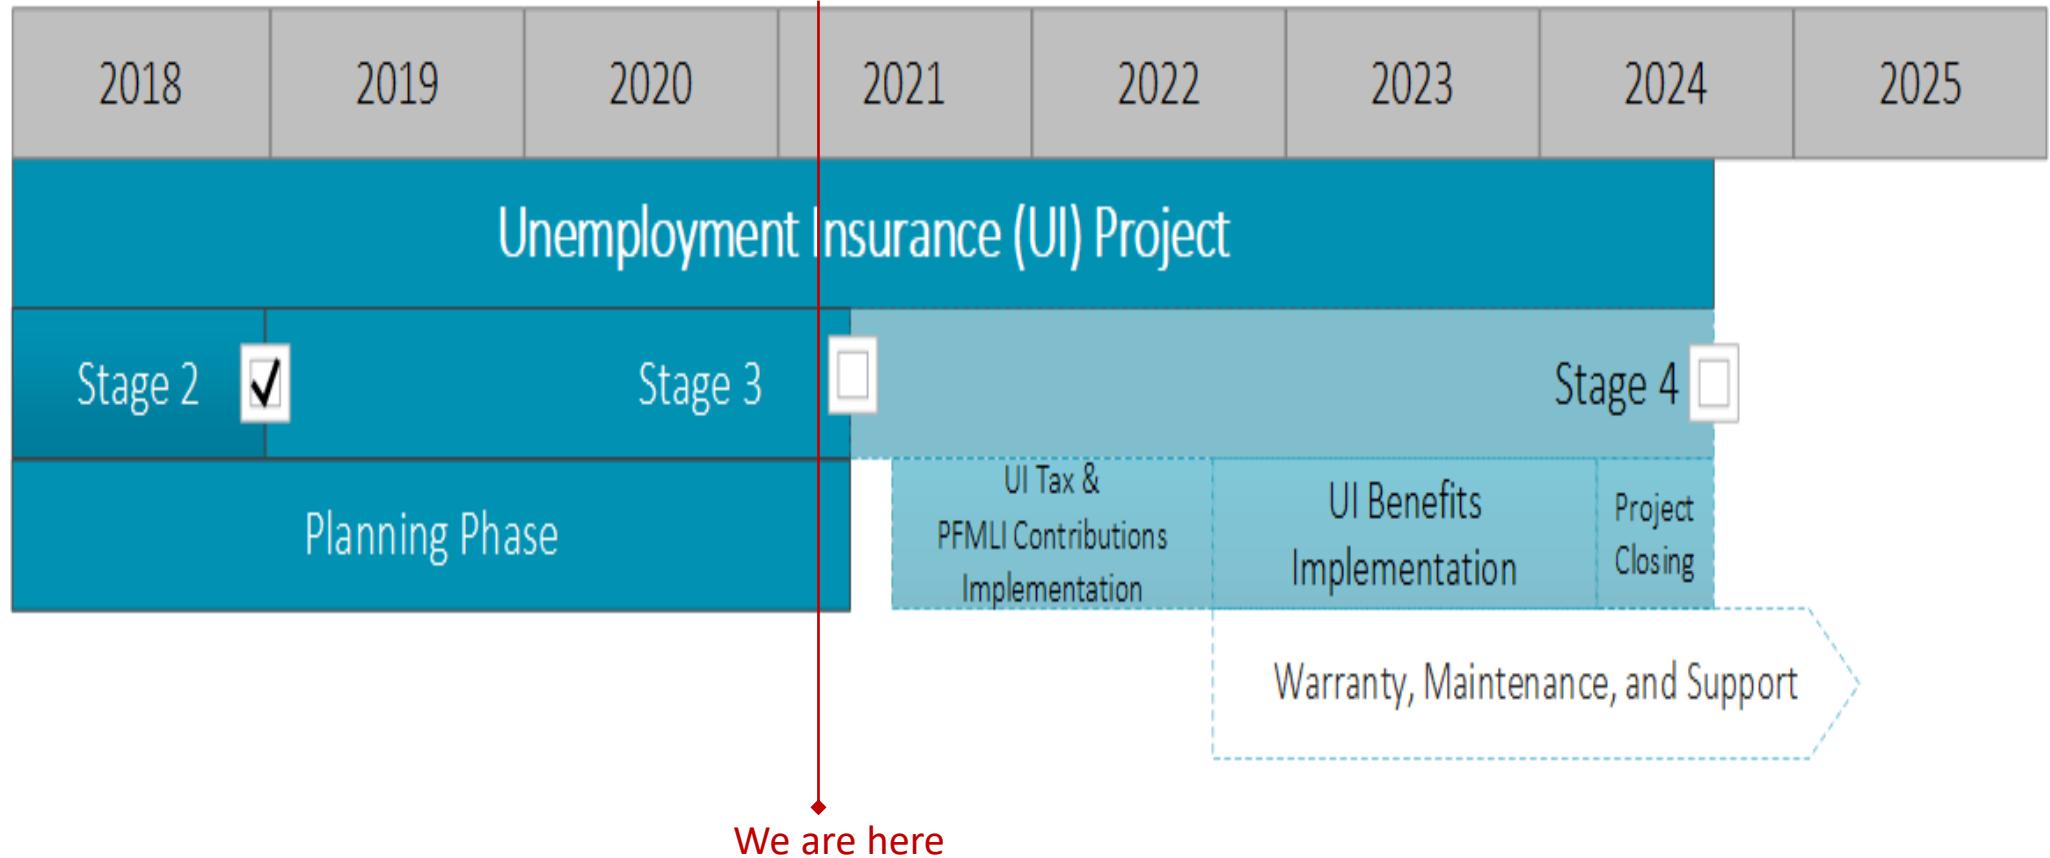 2018 2019 2020 2021 2022 2023 2024 2025
Unemployment Insurance (UI) Project
Stage 2 Stage 3 Stage 4
Planning Phase
UI Tax &
PFMLI Contributions
Implementation
UI Benefits
Implementation
Project
Closing
Warranty, Maintenance, and Support
We are here